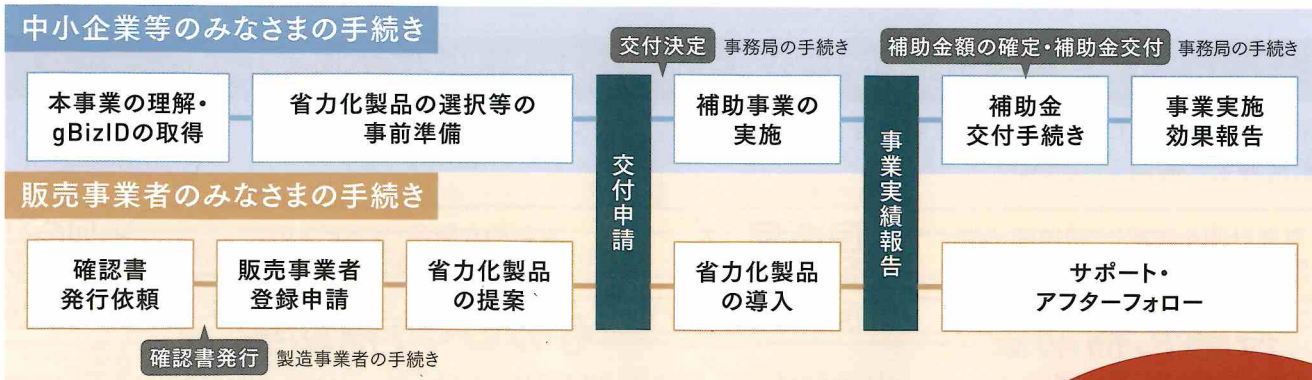 中小企業等のみなさまの手続き
交付決定 事務局の手続き
補助金額の確定・補助金交付 事務局の手続き
本事業の理解・
gBizIDの取得
省力化製品の選択等の
事前準備
交付申請
補助事業の
実施
事業実績報告
補助金
交付手続き
事業実施
効果報告
販売事業者のみなさまの手続き
確認書
発行依頼
販売事業者
登録申請
省力化製品
の提案
省力化製品
の導入
サポート・
アフターフォロー
確認書発行 製造事業者の手続き